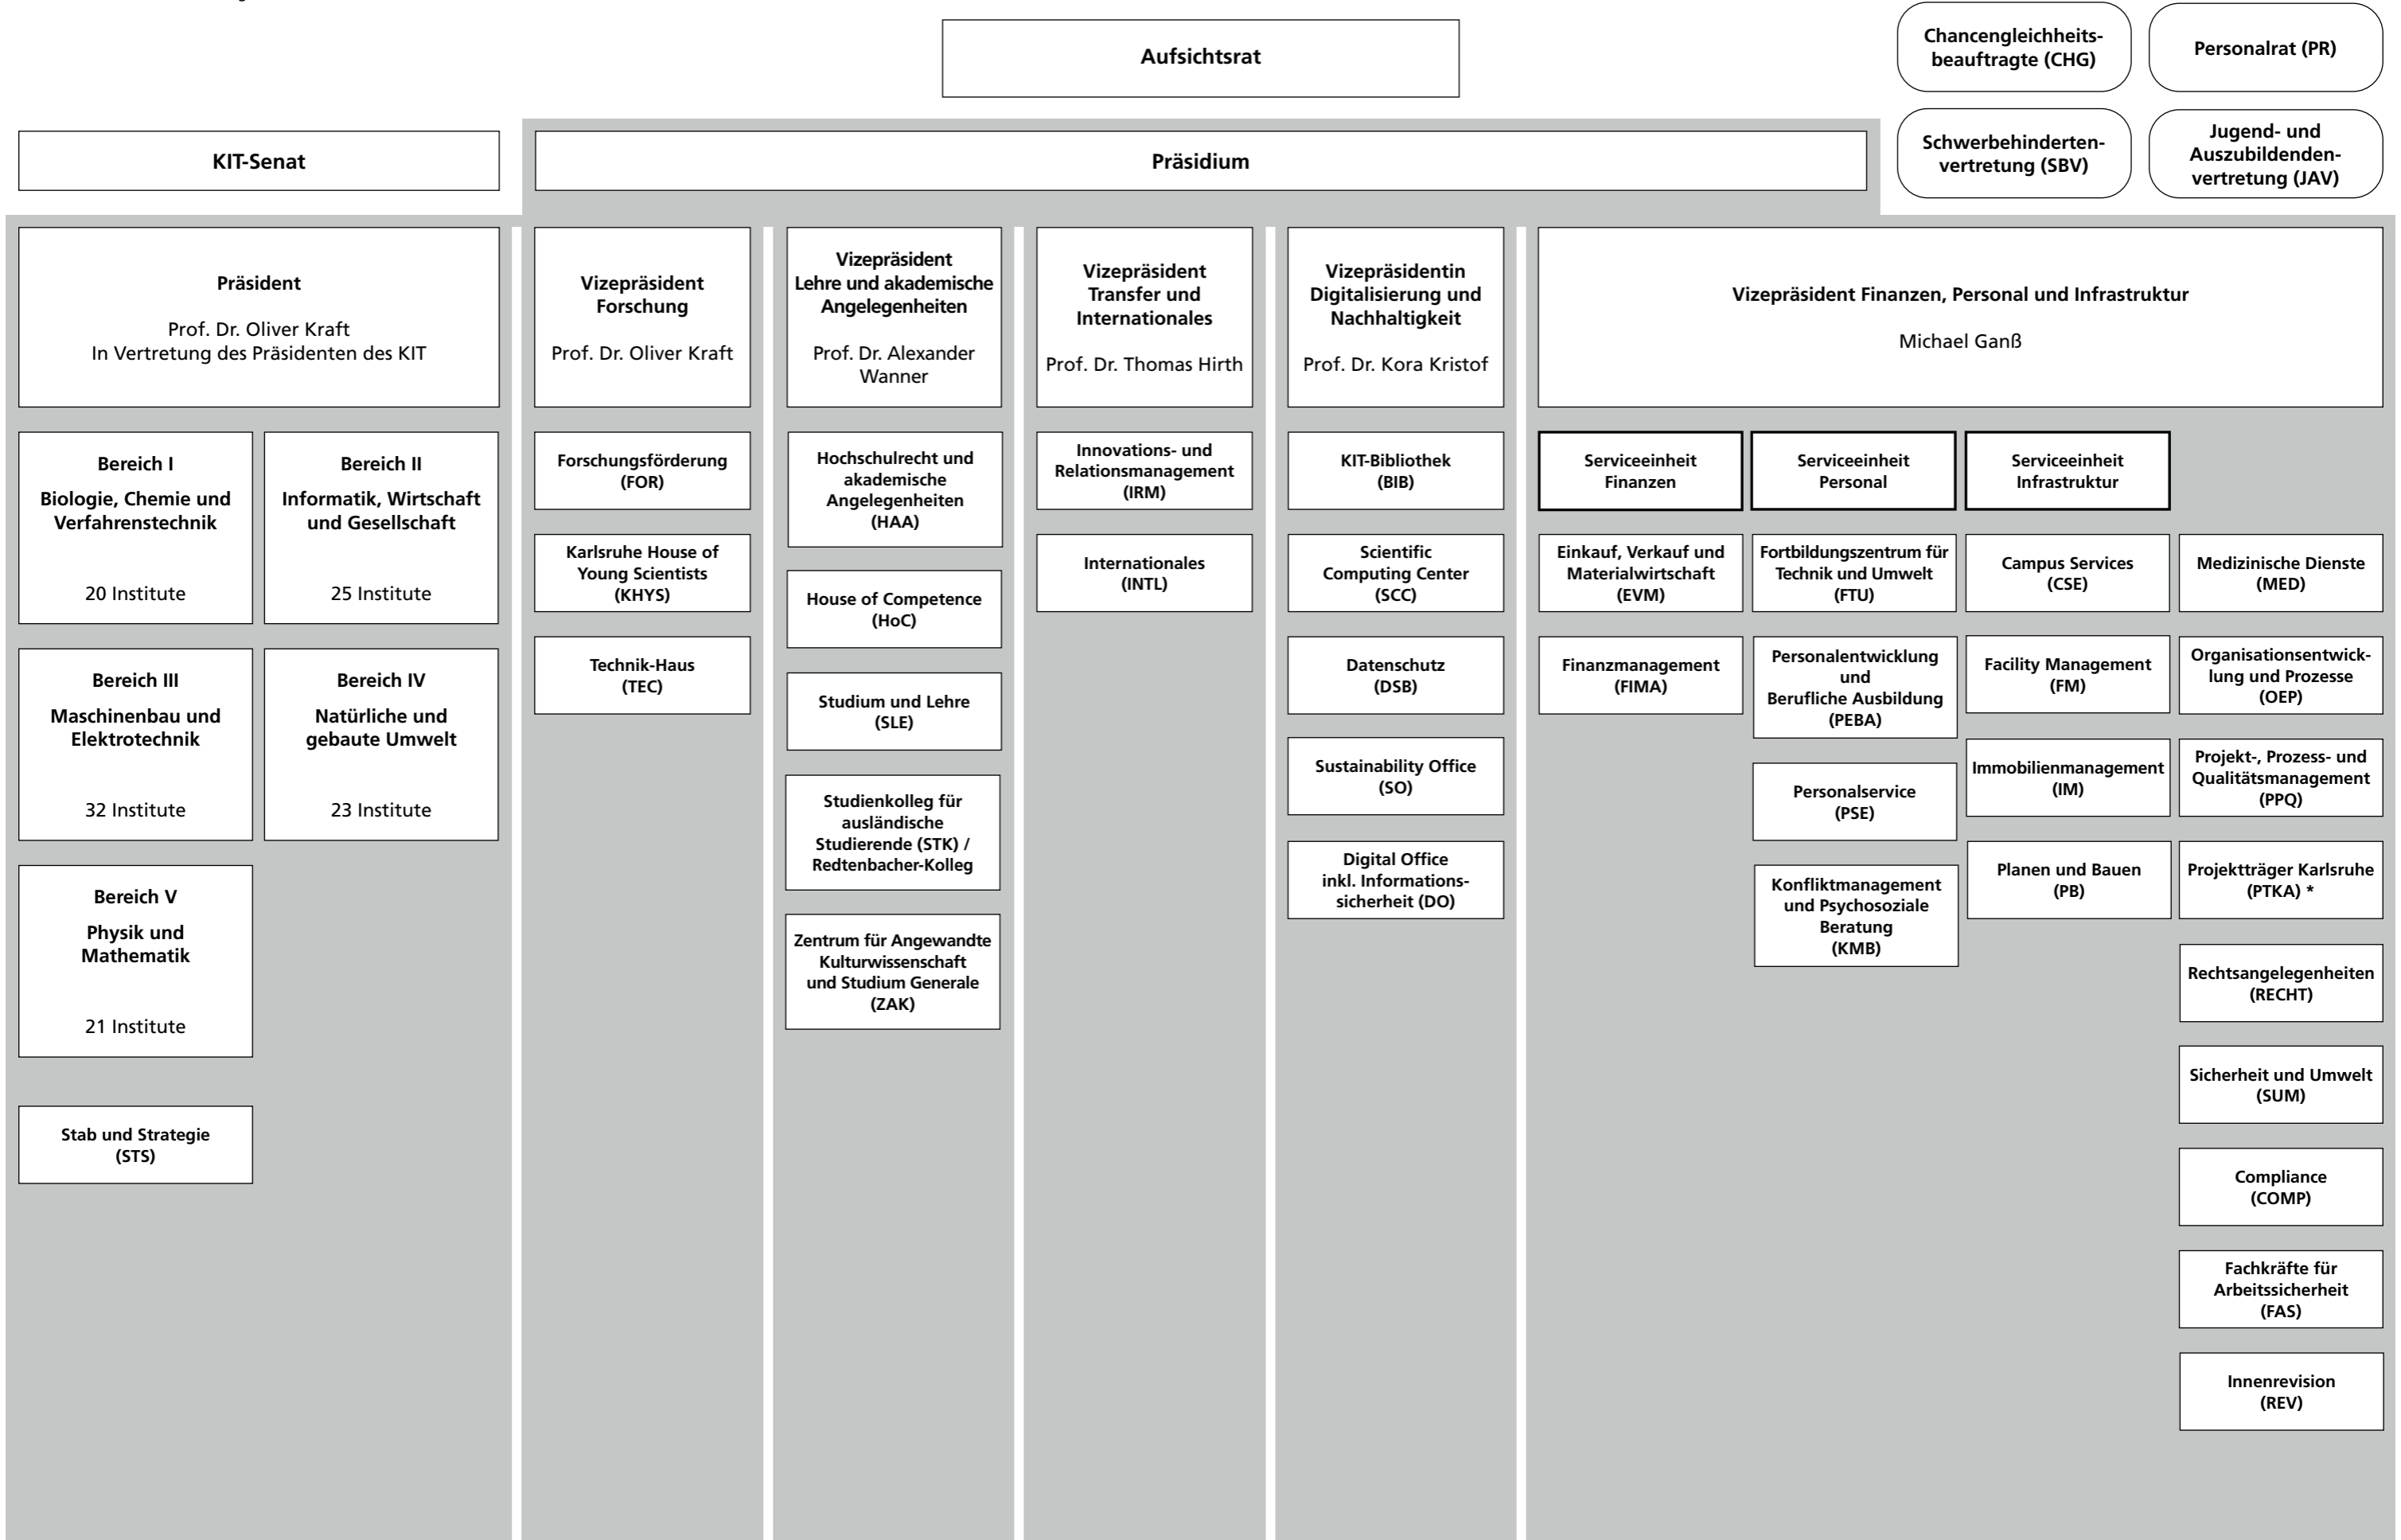 Aufsichtsrat
Chancengleichheits-
beauftragte (CHG)
Personalrat (PR)
Schwerbehinderten-
vertretung (SBV)
Jugend- und
Auszubildenden-
vertretung (JAV)
KIT-Senat
Präsidium
Präsident
Prof. Dr. Oliver Kraft
In Vertretung des Präsidenten des KIT
Vizepräsident
Forschung
Prof. Dr. Oliver Kraft
Vizepräsident
Lehre und akademische
Angelegenheiten
Prof. Dr. Alexander
Wanner
Vizepräsident
Transfer und
Internationales
Prof. Dr. Thomas Hirth
Vizepräsidentin
Digitalisierung und
Nachhaltigkeit
Prof. Dr. Kora Kristof
Vizepräsident Finanzen, Personal und Infrastruktur
Michael Ganß
Bereich I
Biologie, Chemie und
Verfahrenstechnik
20 Institute
Bereich II
Informatik, Wirtschaft
und Gesellschaft
25 Institute
Bereich III
Maschinenbau und
Elektrotechnik
32 Institute
Bereich IV
Natürliche und
gebaute Umwelt
23 Institute
Bereich V
Physik und
Mathematik
21 Institute
Stab und Strategie
(STS)
Forschungsförderung
(FOR)
Karlsruhe House of
Young Scientists
(KHYS)
Technik-Haus
(TEC)
Hochschulrecht und
akademische
Angelegenheiten
(HAA)
House of Competence
(HoC)
Studium und Lehre
(SLE)
Studienkolleg für
ausländische
Studierende (STK) /
Redtenbacher-Kolleg
Zentrum für Angewandte
Kulturwissenschaft
und Studium Generale
(ZAK)
Innovations- und
Relationsmanagement
(IRM)
Internationales
(INTL)
KIT-Bibliothek
(BIB)
Scientific
Computing Center
(SCC)
Datenschutz
(DSB)
Sustainability Office
(SO)
Digital Office
inkl. Informations-
sicherheit (DO)
Serviceeinheit
Finanzen
Einkauf, Verkauf und
Materialwirtschaft
(EVM)
Finanzmanagement
(FIMA)
Serviceeinheit
Personal
Fortbildungszentrum für
Technik und Umwelt
(FTU)
Personalentwicklung
und
Berufliche Ausbildung
(PEBA)
Personalservice
(PSE)
Konfliktmanagement
und Psychosoziale
Beratung
(KMB)
Serviceeinheit
Infrastruktur
Campus Services
(CSE)
Facility Management
(FM)
Immobilienmanagement
(IM)
Planen und Bauen
(PB)
Medizinische Dienste
(MED)
Organisationsentwick-
lung und Prozesse
(OEP)
Projekt-, Prozess- und
Qualitätsmanagement
(PPQ)
Projektträger Karlsruhe
(PTKA) *
Rechtsangelegenheiten
(RECHT)
Sicherheit und Umwelt
(SUM)
Compliance
(COMP)
Fachkräfte für
Arbeitssicherheit
(FAS)
Innenrevision
(REV)